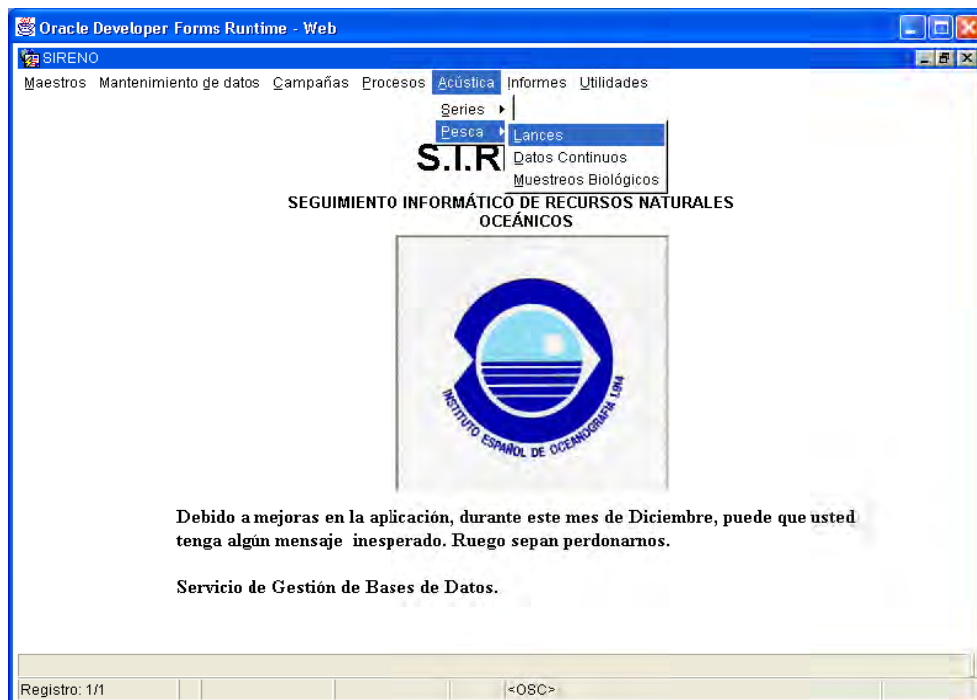 Oracle Developer Forms Runtime - Web
SIRENO
Maestros Mantenimiento de datos Campañas Procesos Acústica Informes Utilidades
Series
Pesca Lances
Datos Continuos
Muestreos Biológicos
S.I.R
SEGUIMIENTO INFORMÁTICO DE RECURSOS NATURALES
OCEÁNICOS
INSTITUTO ESPAÑOL DE OCEANOGRAFIA 1.914
Debido a mejoras en la aplicación, durante este mes de Diciembre, puede que usted
tenga algún mensaje inesperado. Ruego sepan perdonarnos.
Servicio de Gestión de Bases de Datos.
Registro: 1/1 <OSC>